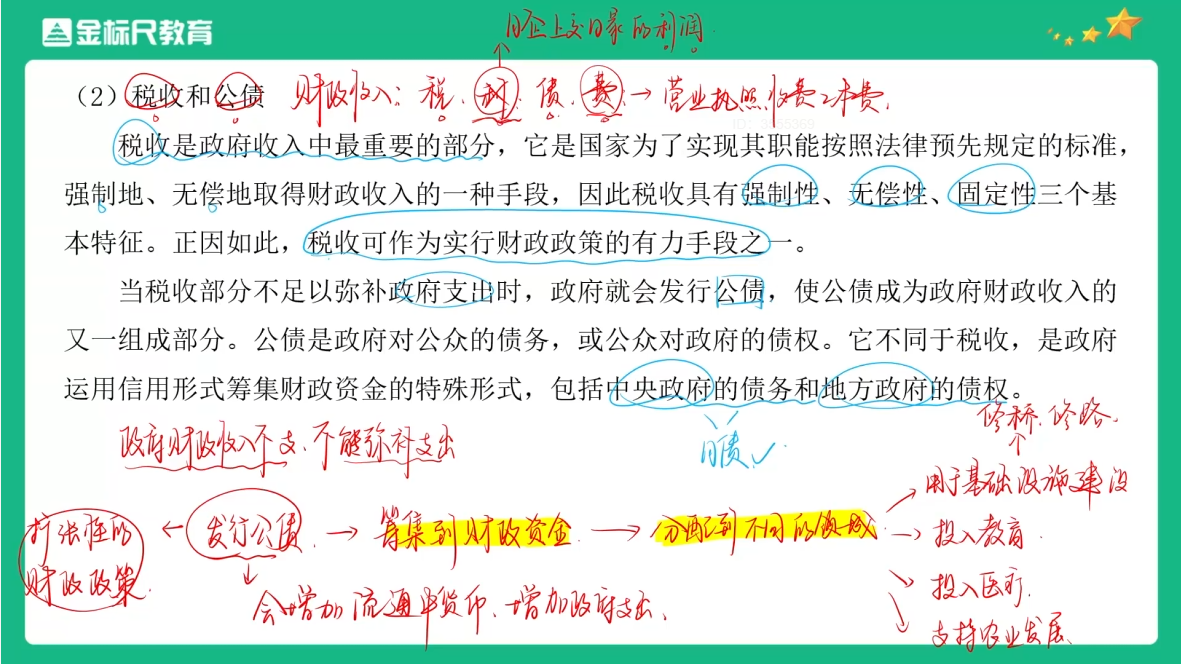 金标尺教育
日企上交日家的利润
（2）税收和公债 财政收入：税、利、债、费→营业执照收费工本费.
ID: 3855369
税收是政府收入中最重要的部分，它是国家为了实现其职能按照法律预先规定的标准，
强制地、无偿地取得财政收入的一种手段，因此税收具有强制性、无偿性、固定性三个基
本特征。正因如此，税收可作为实行财政政策的有力手段之一。
当税收部分不足以弥补政府支出时，政府就会发行公债，使公债成为政府财政收入的
又一组成部分。公债是政府对公众的债务，或公众对政府的债权。它不同于税收，是政府
运用信用形式筹集财政资金的特殊形式，包括中央政府的债务和地方政府的债权。
修桥、修路.
政府财政收入不支、不能弥补支出
日债
用于基础设施建设
扩张性的
财政政策
← 发行公债 → 筹集到财政资金 → 分配到不同的领域
→ 投入教育
投入医疗
会增加流通中货币、增加政府支出、
支持农业发展